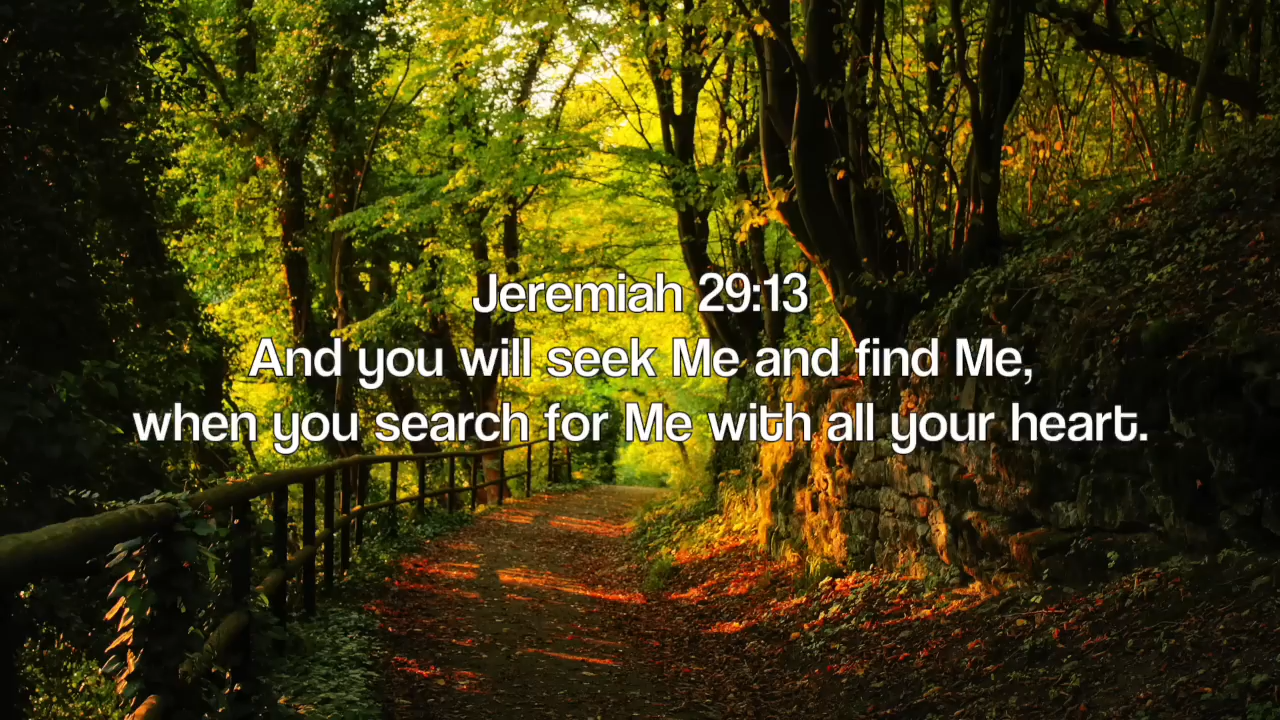 Jeremiah 29:13
And you will seek Me and find Me,
when you search for Me with all your heart.